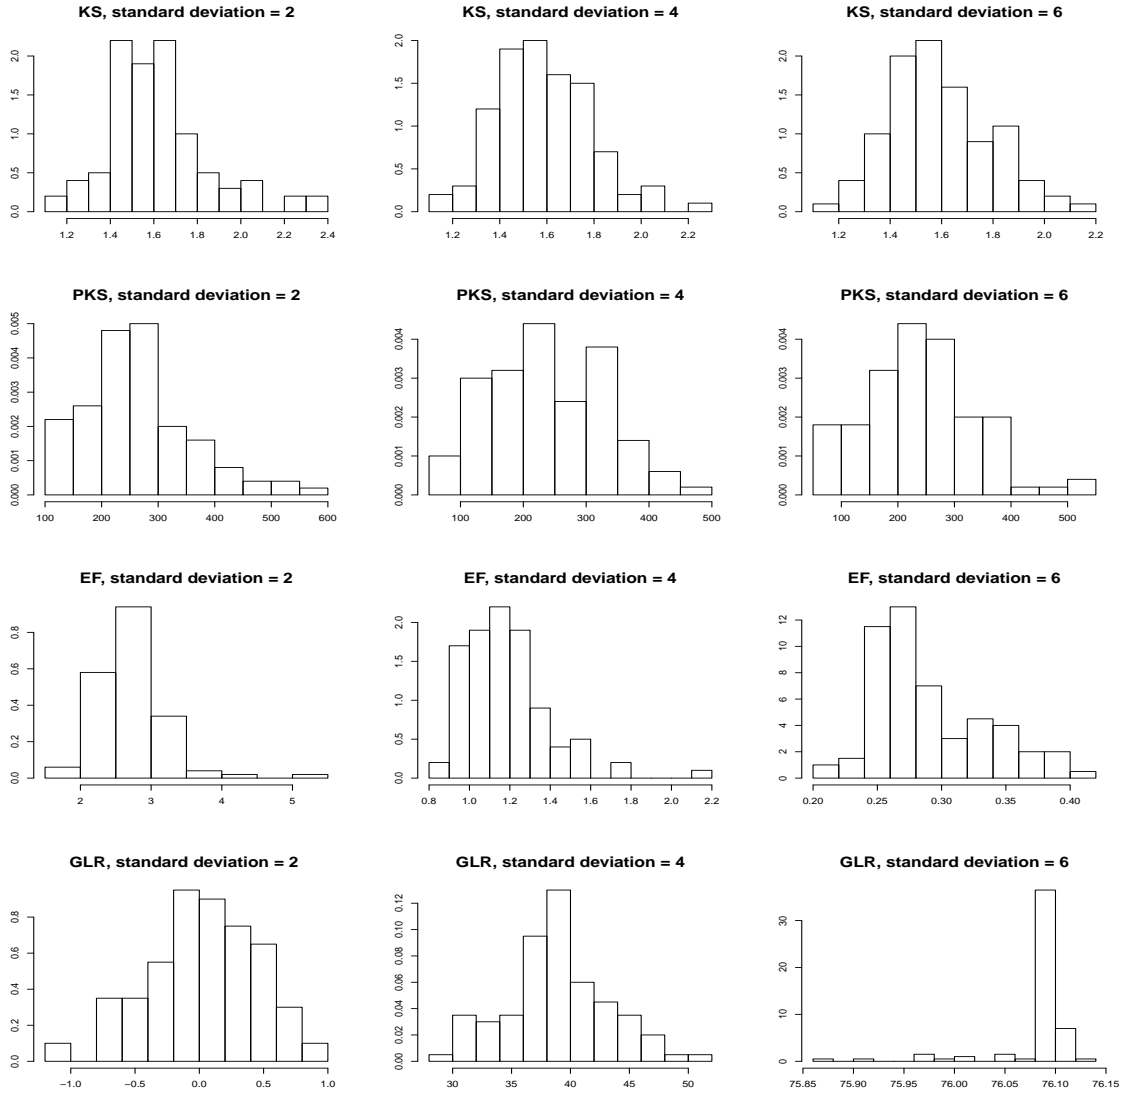 KS, standard deviation = 2
0.0 0.5 1.0 1.5 2.0
1.2 1.4 1.6 1.8 2.0 2.2 2.4
KS, standard deviation = 4
0.0 0.5 1.0 1.5 2.0
1.2 1.4 1.6 1.8 2.0 2.2
KS, standard deviation = 6
0.0 0.5 1.0 1.5 2.0
1.2 1.4 1.6 1.8 2.0 2.2
PKS, standard deviation = 2
0.000 0.001 0.002 0.003 0.004 0.005
100 200 300 400 500 600
PKS, standard deviation = 4
0.000 0.001 0.002 0.003 0.004
100 200 300 400 500
PKS, standard deviation = 6
0.000 0.001 0.002 0.003 0.004
100 200 300 400 500
EF, standard deviation = 2
0.0 0.2 0.4 0.6 0.8
2 3 4 5
EF, standard deviation = 4
0.0 0.5 1.0 1.5 2.0
0.8 1.0 1.2 1.4 1.6 1.8 2.0 2.2
EF, standard deviation = 6
0 2 4 6 8 10 12
0.20 0.25 0.30 0.35 0.40
GLR, standard deviation = 2
0.0 0.2 0.4 0.6 0.8
−1.0 −0.5 0.0 0.5 1.0
GLR, standard deviation = 4
0.00 0.02 0.04 0.06 0.08 0.10 0.12
30 35 40 45 50
GLR, standard deviation = 6
0 10 20 30
75.85 75.90 75.95 76.00 76.05 76.10 76.15